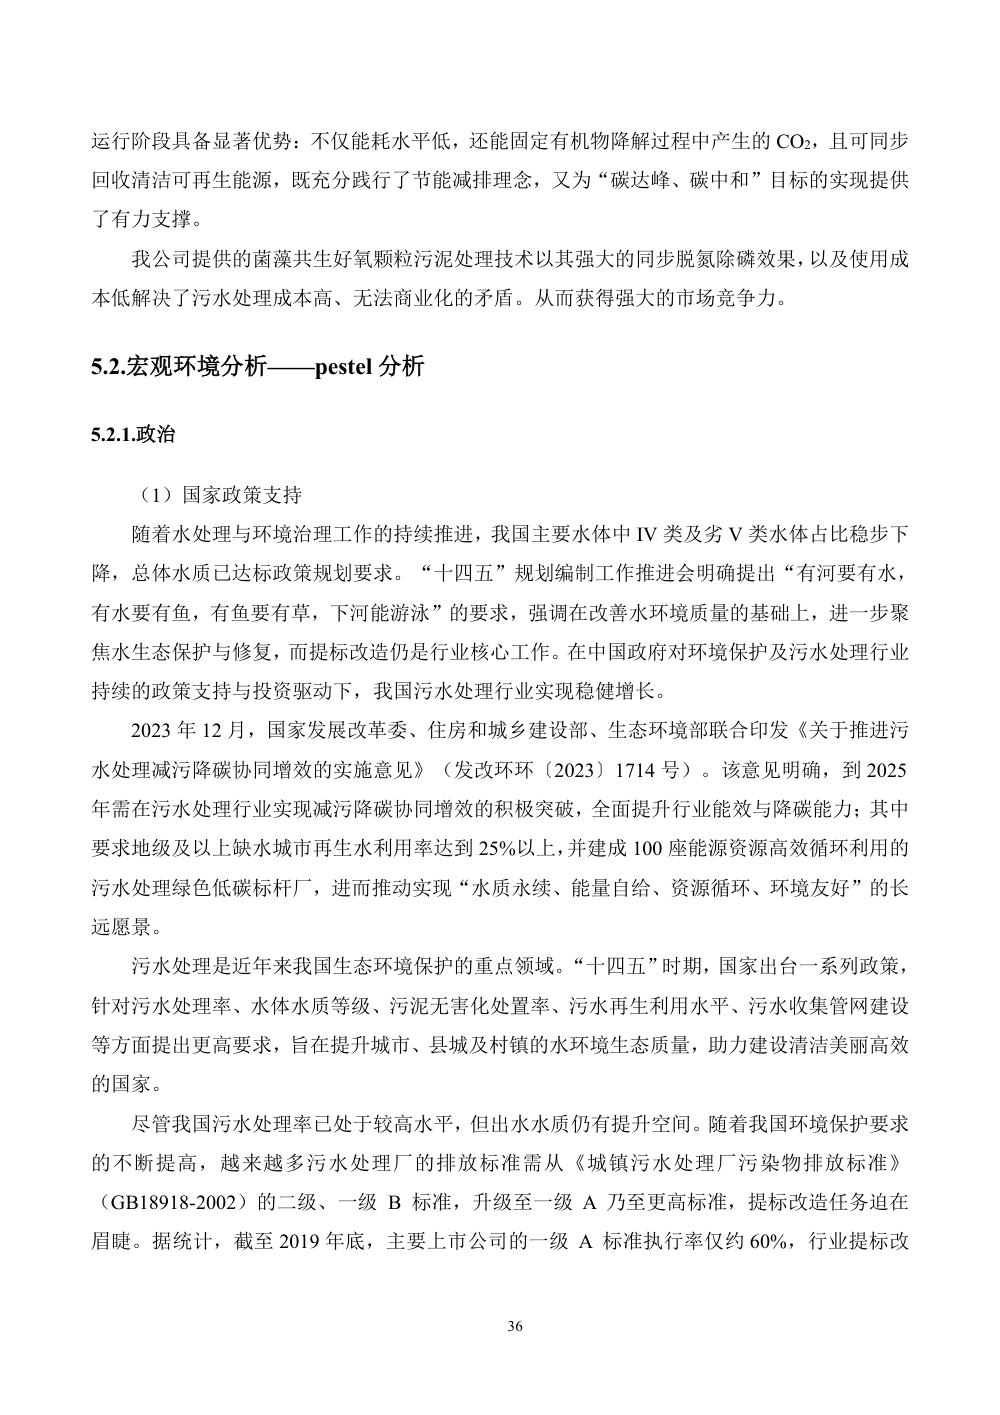 运行阶段具备显著优势：不仅能耗水平低，还能固定有机物降解过程中产生的 CO₂，且可同步
回收清洁可再生能源，既充分践行了节能减排理念，又为“碳达峰、碳中和”目标的实现提供
了有力支撑。
我公司提供的菌藻共生好氧颗粒污泥处理技术以其强大的同步脱氮除磷效果，以及使用成
本低解决了污水处理成本高、无法商业化的矛盾。从而获得强大的市场竞争力。
5.2.宏观环境分析——pestel 分析
5.2.1.政治
（1）国家政策支持
随着水处理与环境治理工作的持续推进，我国主要水体中 IV 类及劣 V 类水体占比稳步下
降，总体水质已达标政策规划要求。“十四五”规划编制工作推进会明确提出“有河要有水，
有水要有鱼，有鱼要有草，下河能游泳”的要求，强调在改善水环境质量的基础上，进一步聚
焦水生态保护与修复，而提标改造仍是行业核心工作。在中国政府对环境保护及污水处理行业
持续的政策支持与投资驱动下，我国污水处理行业实现稳健增长。
2023 年 12 月，国家发展改革委、住房和城乡建设部、生态环境部联合印发《关于推进污
水处理减污降碳协同增效的实施意见》（发改环环〔2023〕1714 号）。该意见明确，到 2025
年需在污水处理行业实现减污降碳协同增效的积极突破，全面提升行业能效与降碳能力；其中
要求地级及以上缺水城市再生水利用率达到 25%以上，并建成 100 座能源资源高效循环利用的
污水处理绿色低碳标杆厂，进而推动实现“水质永续、能量自给、资源循环、环境友好”的长
远愿景。
污水处理是近年来我国生态环境保护的重点领域。“十四五”时期，国家出台一系列政策，
针对污水处理率、水体水质等级、污泥无害化处置率、污水再生利用水平、污水收集管网建设
等方面提出更高要求，旨在提升城市、县城及村镇的水环境生态质量，助力建设清洁美丽高效
的国家。
尽管我国污水处理率已处于较高水平，但出水水质仍有提升空间。随着我国环境保护要求
的不断提高，越来越多污水处理厂的排放标准需从《城镇污水处理厂污染物排放标准》
（GB18918-2002）的二级、一级 B 标准，升级至一级 A 乃至更高标准，提标改造任务迫在
眉睫。据统计，截至 2019 年底，主要上市公司的一级 A 标准执行率仅约 60%，行业提标改
36